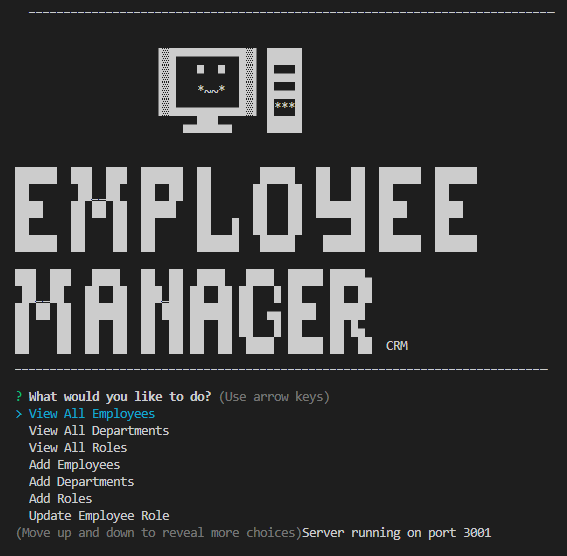 *~~*
***
EMPLOYEE
MANAGER CRM
? What would you like to do? (Use arrow keys)
> View All Employees
View All Departments
View All Roles
Add Employees
Add Departments
Add Roles
Update Employee Role
(Move up and down to reveal more choices)Server running on port 3001